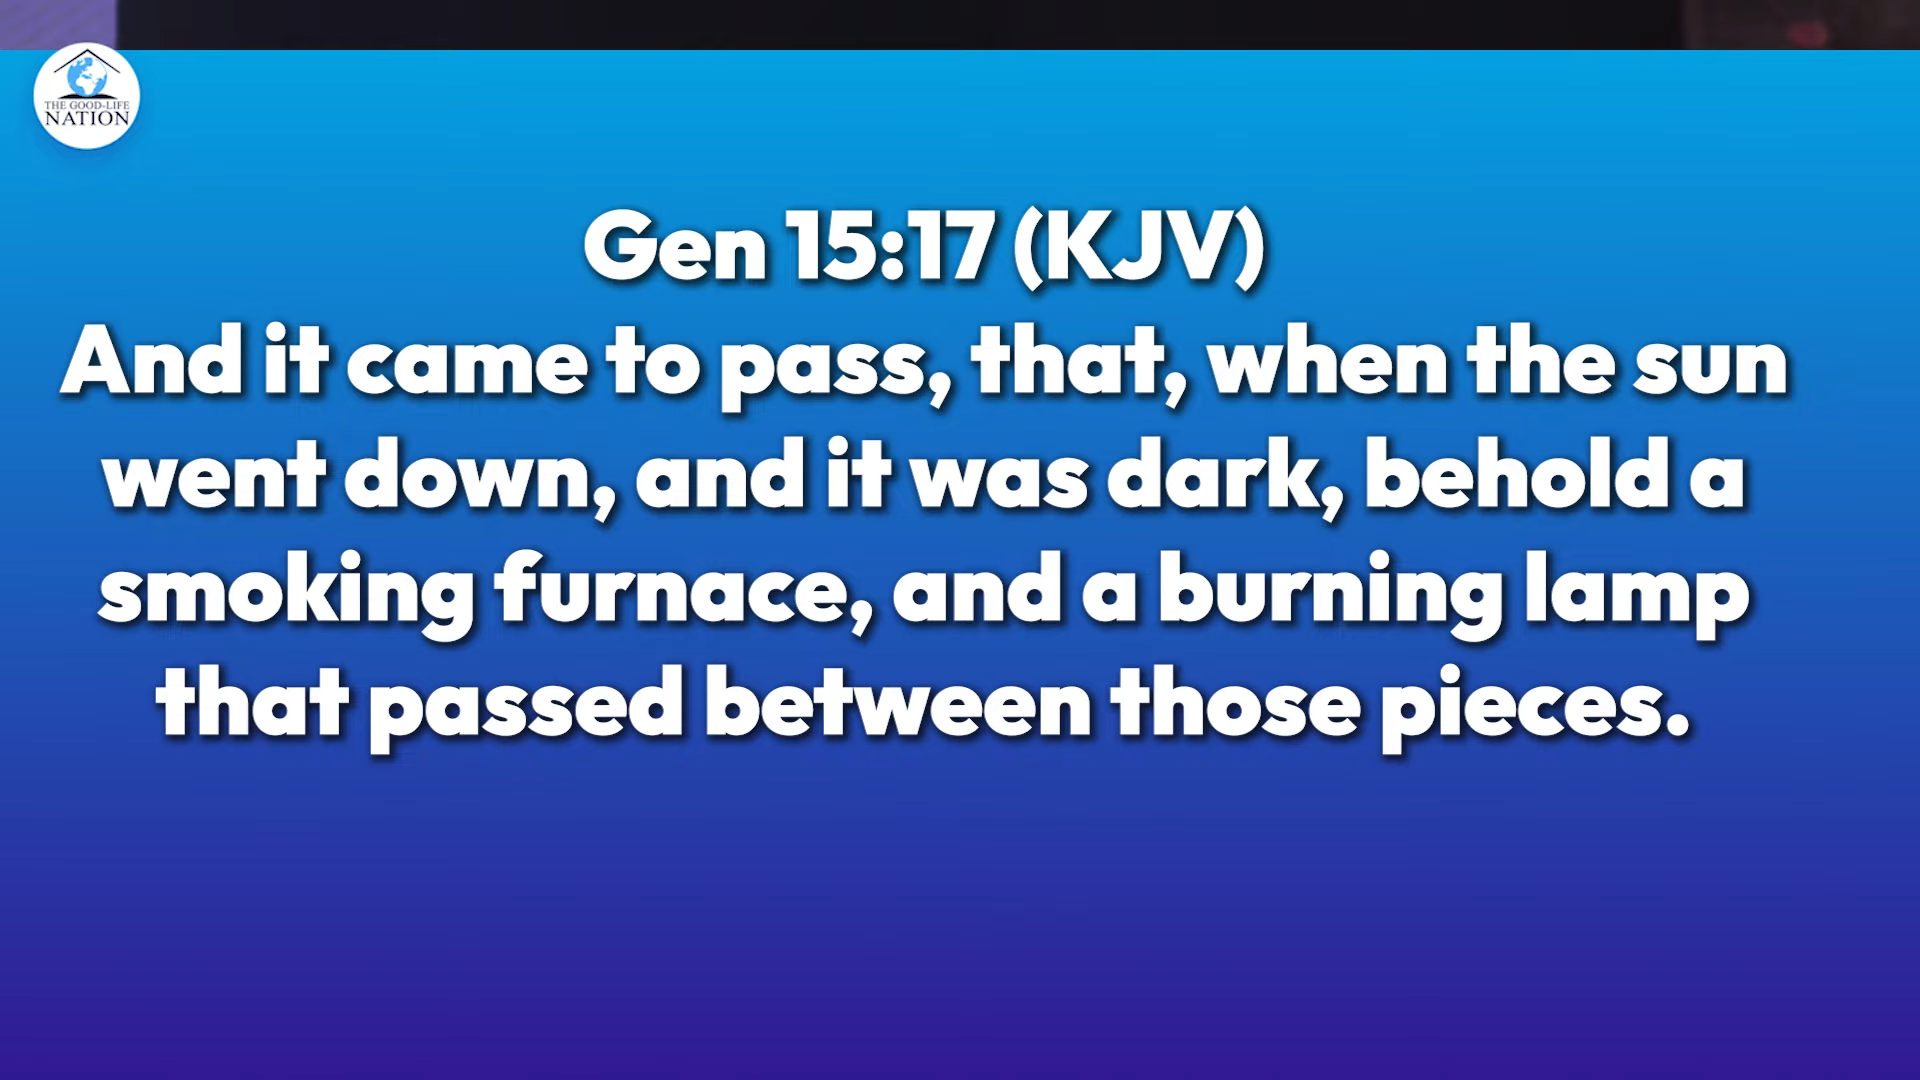 THE GOOD-LIFE
NATION
Gen 15:17 (KJV)
And it came to pass, that, when the sun
went down, and it was dark, behold a
smoking furnace, and a burning lamp
that passed between those pieces.